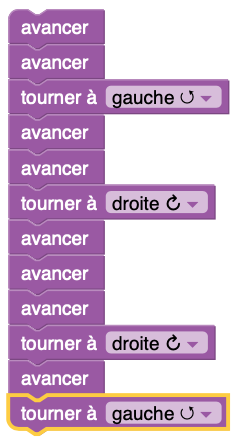 avancer
avancer
tourner à gauche ↺
avancer
avancer
tourner à droite ↻
avancer
avancer
avancer
tourner à droite ↻
avancer
tourner à gauche ↺